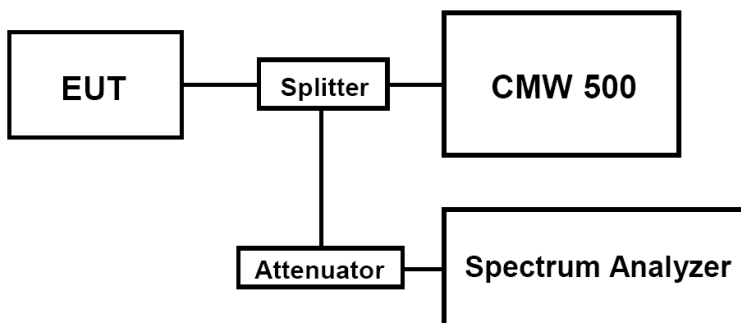 EUT
Splitter
CMW 500
Attenuator
Spectrum Analyzer